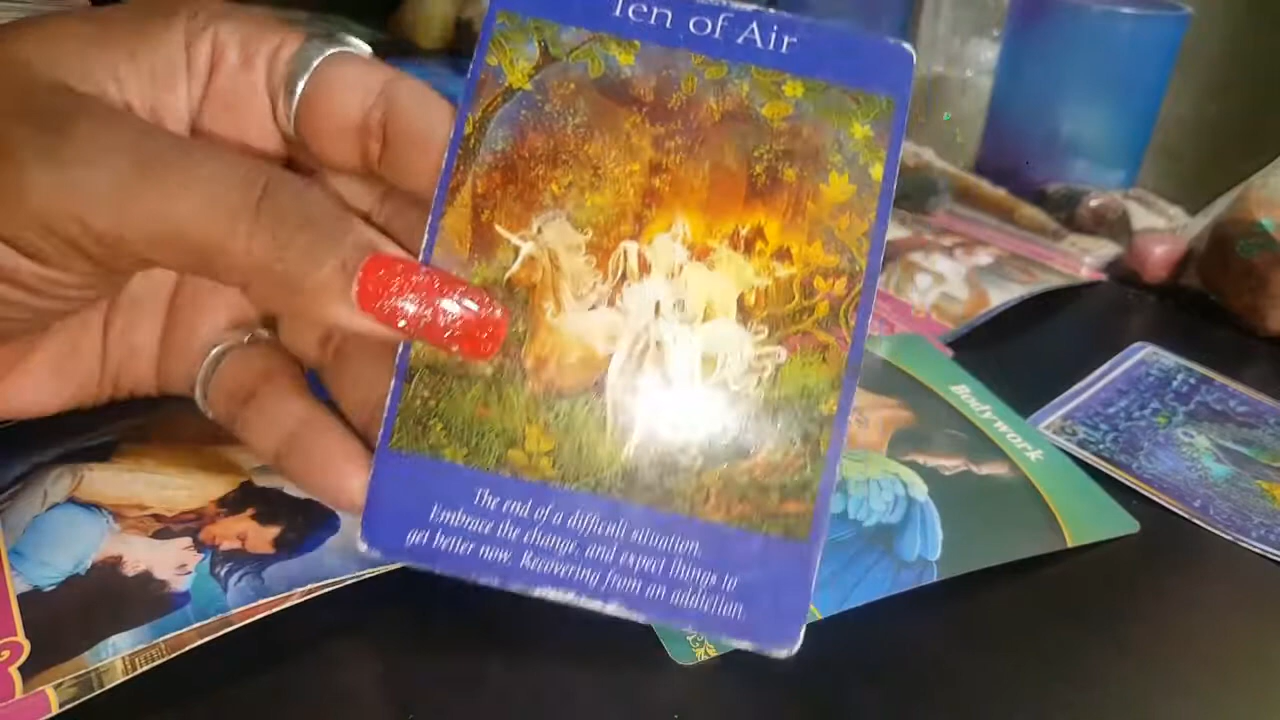 Ten of Air
The end of a difficult situation.
Embrace the change, and expect things to
get better now. Recovering from an addiction.
Bodywork